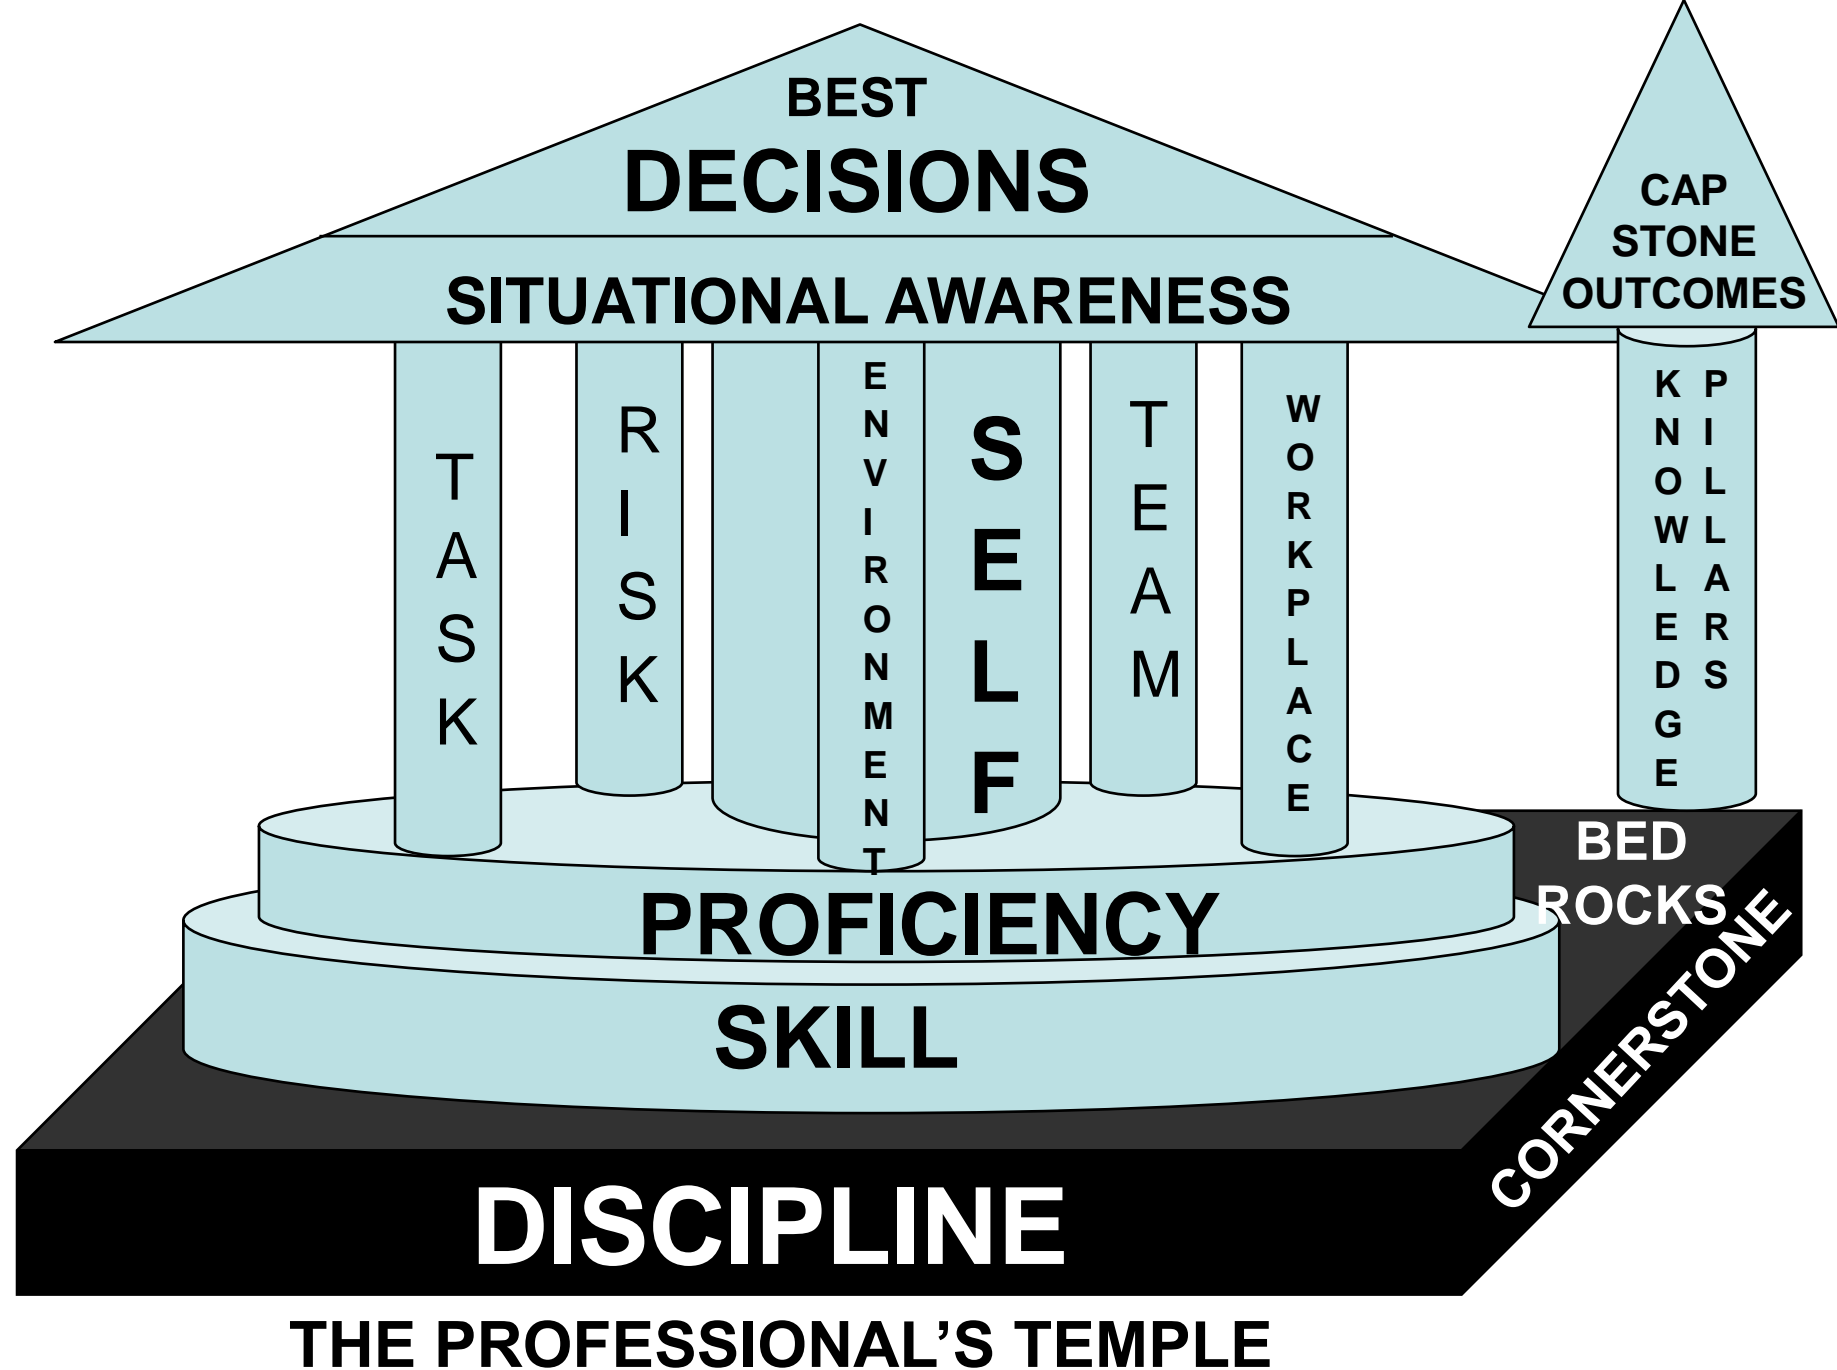 BEST
DECISIONS
SITUATIONAL AWARENESS
CAP
STONE
OUTCOMES
TASK
RISK
ENVIRONMENT
SELF
TEAM
WORKPLACE
KNOWLEDGE
PILLARS
PROFICIENCY
SKILL
BED
ROCKS
CORNERSTONE
DISCIPLINE
THE PROFESSIONAL’S TEMPLE